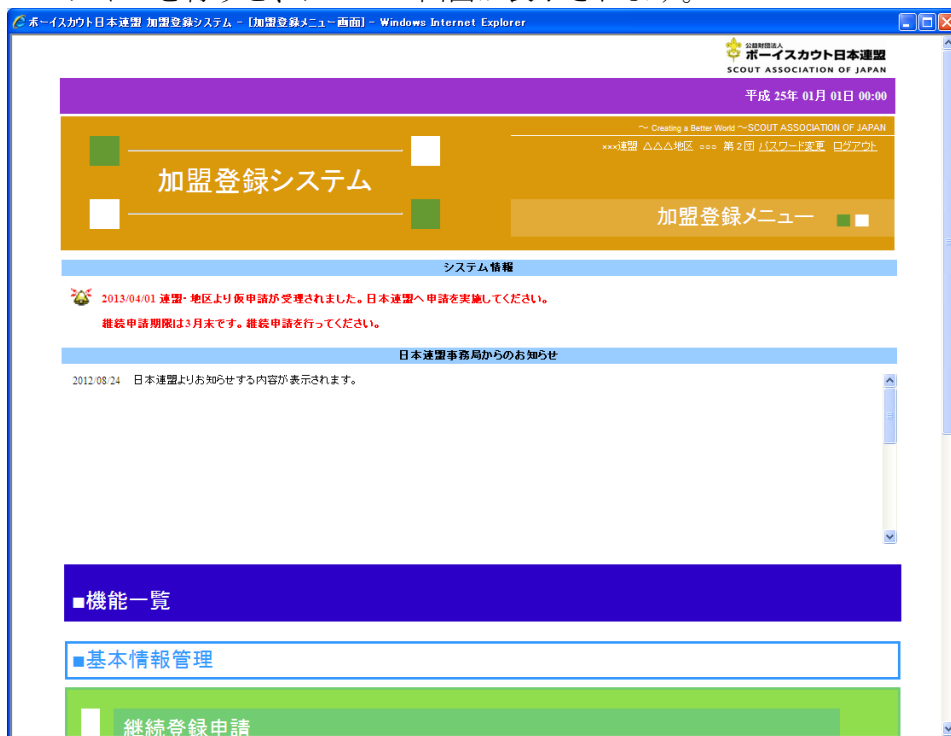 ボーイスカウト日本連盟 加盟登録システム - [加盟登録メニュー画面] - Windows Internet Explorer
公益財団法人
ボーイスカウト日本連盟
SCOUT ASSOCIATION OF JAPAN
平成 25年 01月 01日 00:00
～ Creating a Better World ～SCOUT ASSOCIATION OF JAPAN
×××連盟 △△△地区 ○○○ 第2団 パスワード変更 ログアウト
加盟登録システム
加盟登録メニュー
システム情報
2013/04/01 連盟・地区より仮申請が受理されました。日本連盟へ申請を実施してください。
継続申請期限は3月末です。継続申請を行ってください。
日本連盟事務局からのお知らせ
2012/08/24 日本連盟よりお知らせする内容が表示されます。
■機能一覧
■基本情報管理
継続登録申請